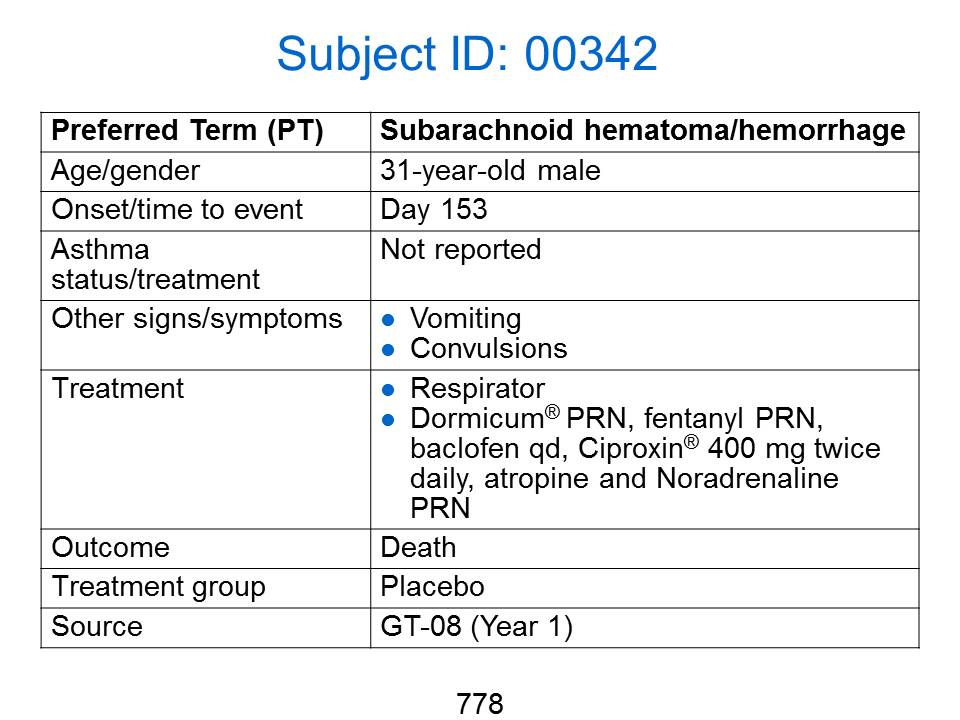 Subject ID: 00342
Preferred Term (PT) Subarachnoid hematoma/hemorrhage
Age/gender 31-year-old male
Onset/time to event Day 153
Asthma Not reported
status/treatment
Other signs/symptoms ● Vomiting
● Convulsions
Treatment ● Respirator
● Dormicum® PRN, fentanyl PRN,
baclofen qd, Ciproxin® 400 mg twice
daily, atropine and Noradrenaline
PRN
Outcome Death
Treatment group Placebo
Source GT-08 (Year 1)
778